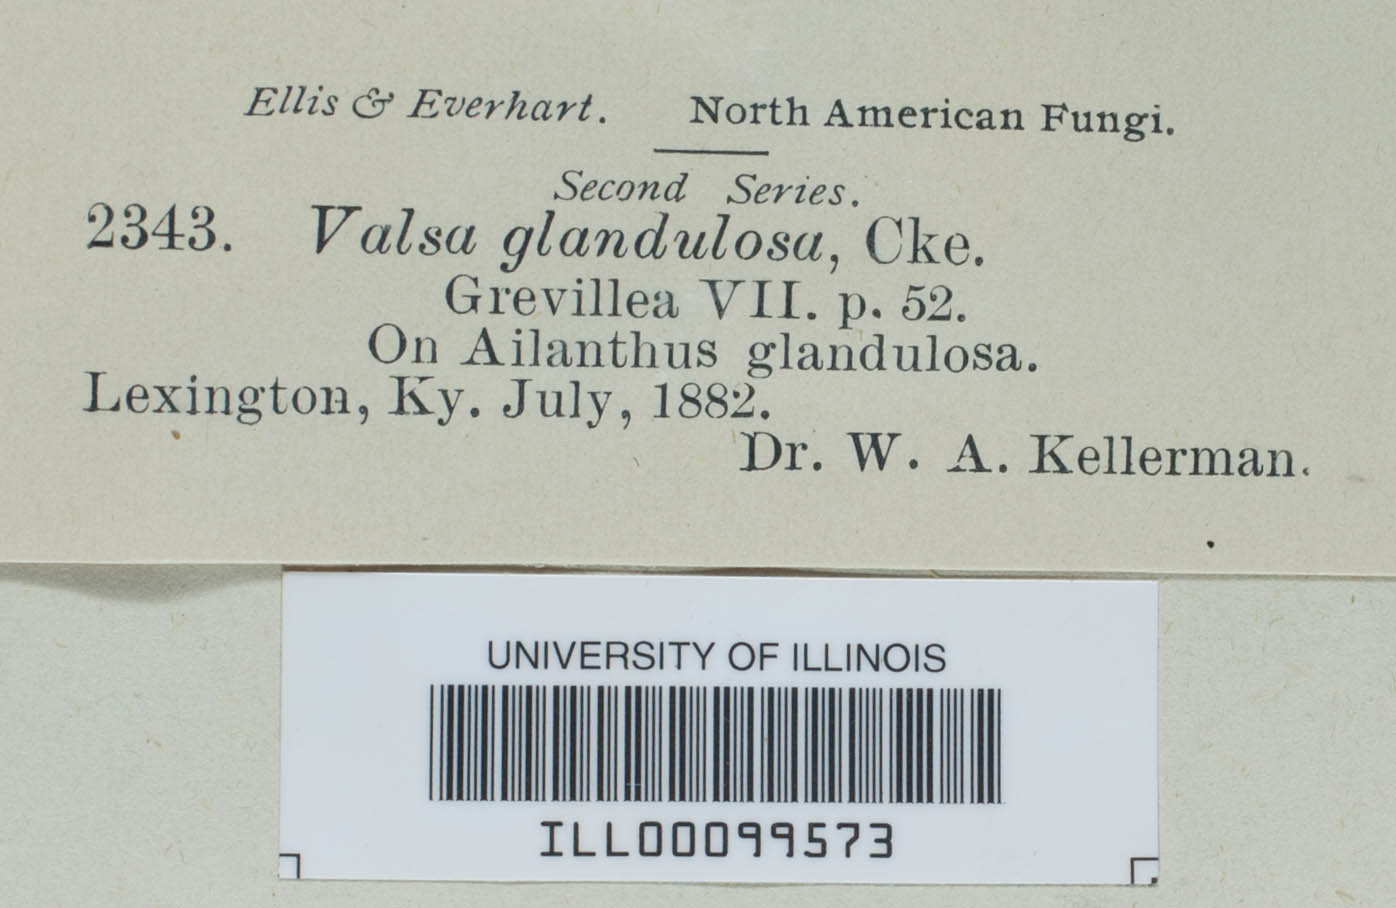 Ellis & Everhart. North American Fungi.
Second Series.
2343. Valsa glandulosa, Cke.
Grevillea VII. p. 52.
On Ailanthus glandulosa.
Lexington, Ky. July, 1882.
Dr. W. A. Kellerman.
UNIVERSITY OF ILLINOIS
ILL00099573